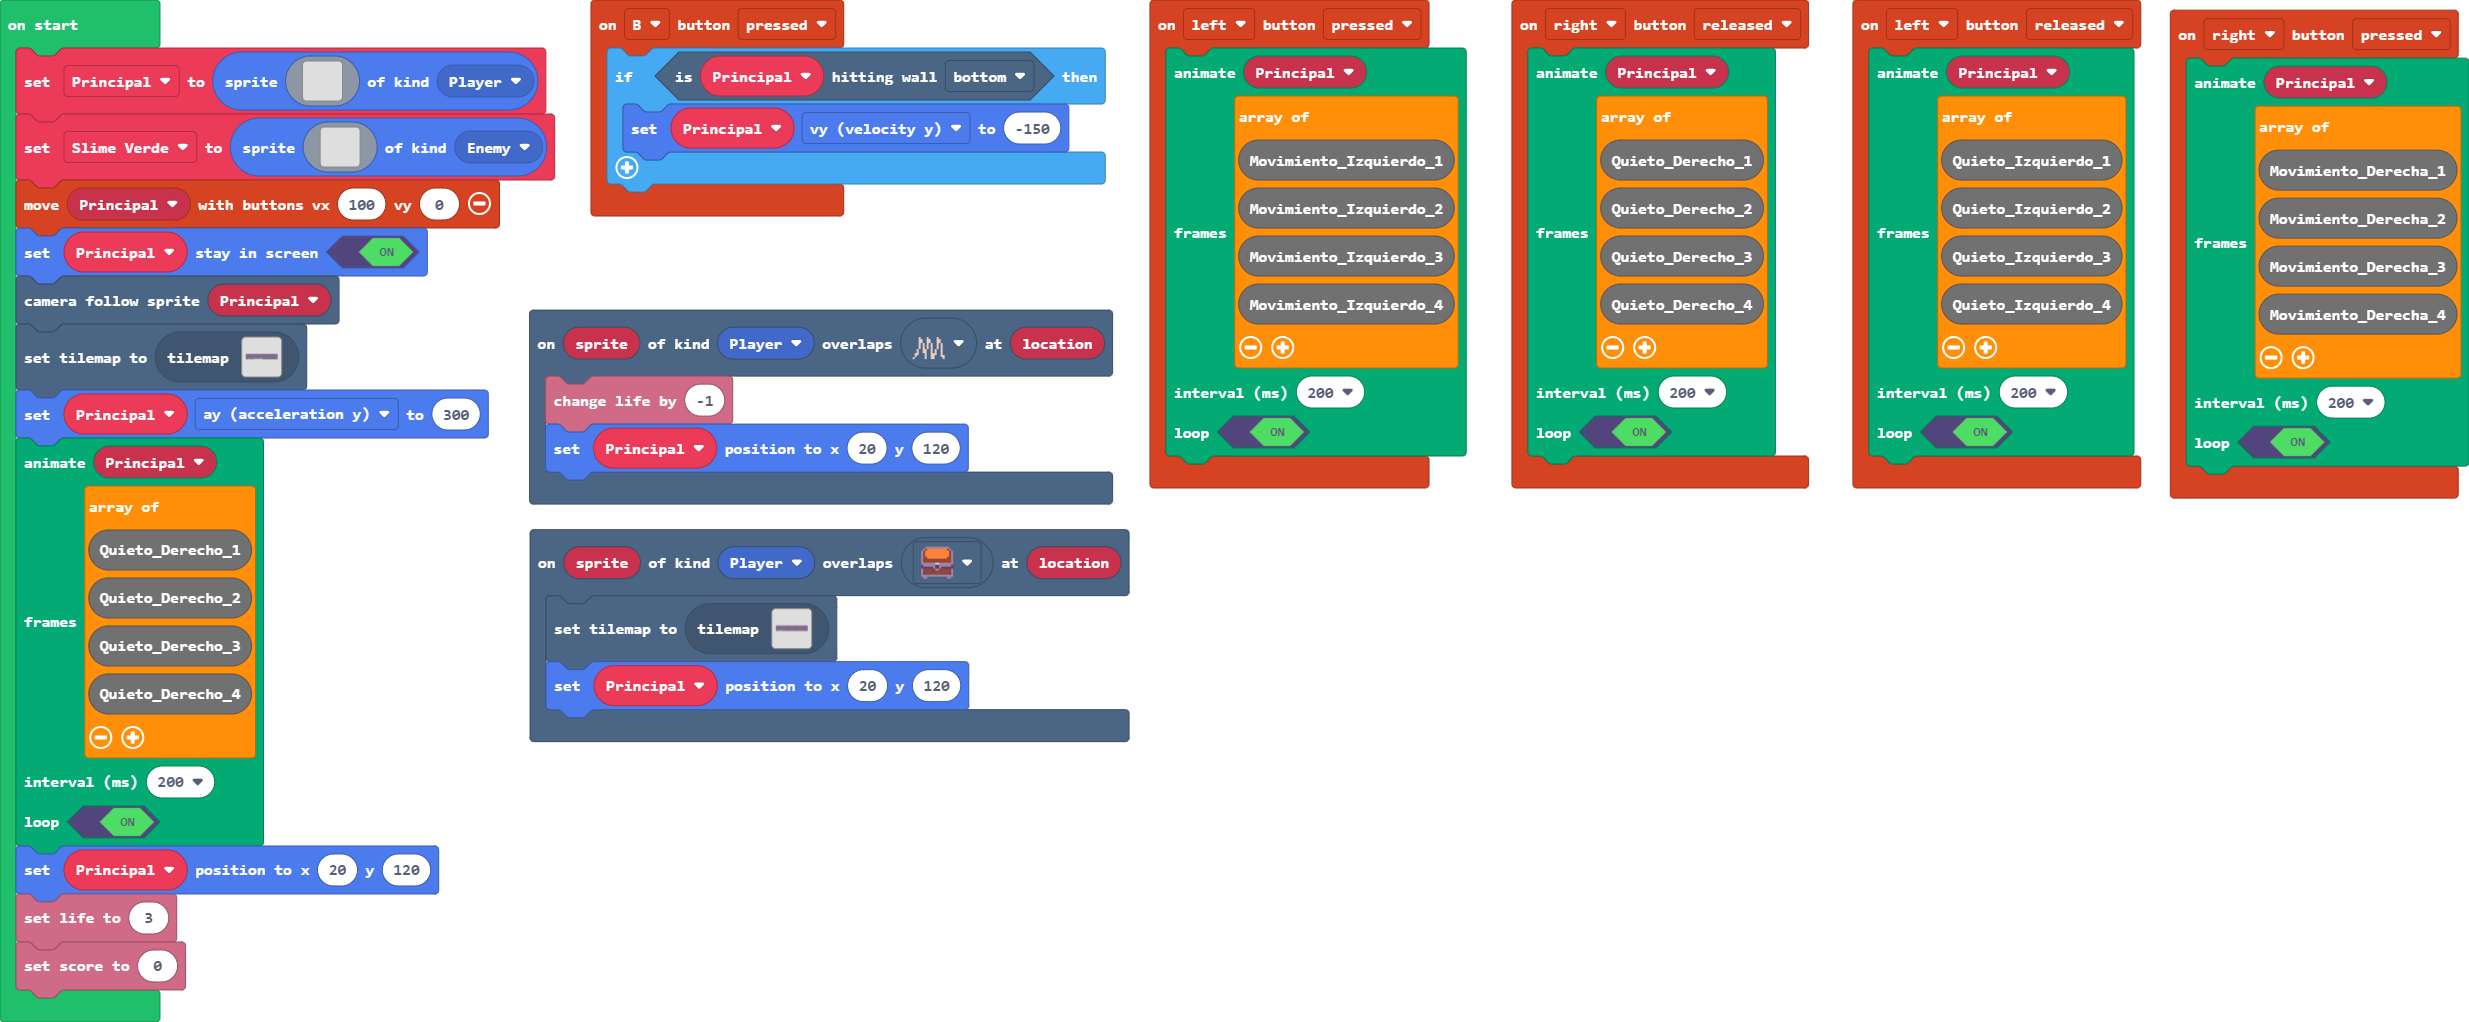 on start
set Principal to sprite of kind Player
set Slime Verde to sprite of kind Enemy
move Principal with buttons vx 100 vy 0
set Principal stay in screen ON
camera follow sprite Principal
set tilemap to tilemap
set Principal ay (acceleration y) to 300
animate Principal
frames
array of
Quieto_Derecho_1
Quieto_Derecho_2
Quieto_Derecho_3
Quieto_Derecho_4
interval (ms) 200
loop ON
set Principal position to x 20 y 120
set life to 3
set score to 0
on B button pressed
if is Principal hitting wall bottom then
set Principal vy (velocity y) to -150
on sprite of kind Player overlaps at location
change life by -1
set Principal position to x 20 y 120
on sprite of kind Player overlaps at location
set tilemap to tilemap
set Principal position to x 20 y 120
on left button pressed
animate Principal
frames
array of
Movimiento_Izquierdo_1
Movimiento_Izquierdo_2
Movimiento_Izquierdo_3
Movimiento_Izquierdo_4
interval (ms) 200
loop ON
on right button released
animate Principal
frames
array of
Quieto_Derecho_1
Quieto_Derecho_2
Quieto_Derecho_3
Quieto_Derecho_4
interval (ms) 200
loop ON
on left button released
animate Principal
frames
array of
Quieto_Izquierdo_1
Quieto_Izquierdo_2
Quieto_Izquierdo_3
Quieto_Izquierdo_4
interval (ms) 200
loop ON
on right button pressed
animate Principal
frames
array of
Movimiento_Derecha_1
Movimiento_Derecha_2
Movimiento_Derecha_3
Movimiento_Derecha_4
interval (ms) 200
loop ON